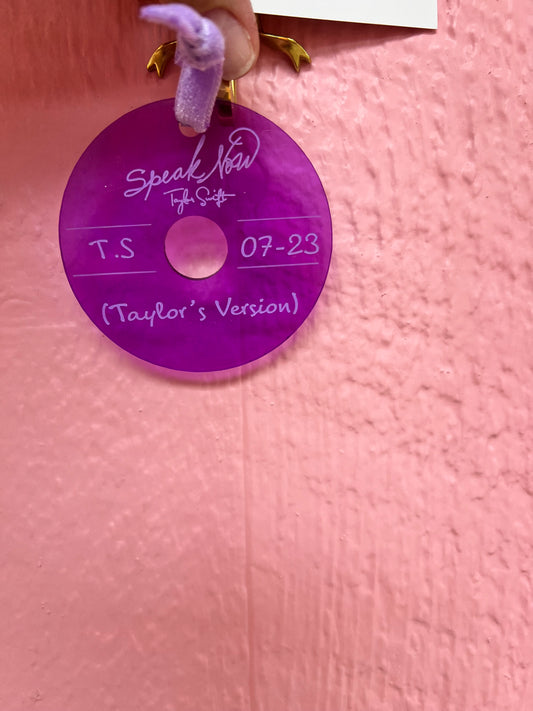 Speak Now
Taylor Swift
T.S 07-23
(Taylor's Version)